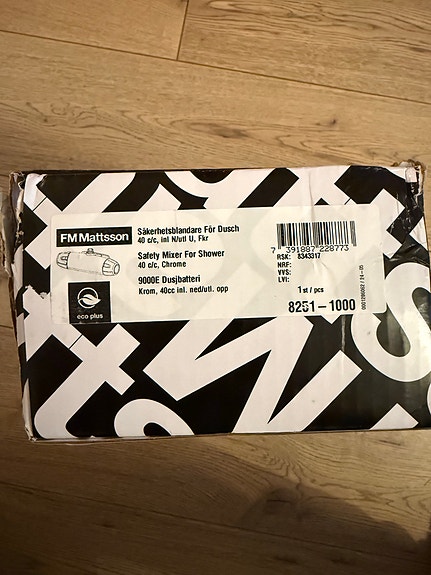 FM Mattsson
Säkerhetsblandare För Dusch
40 c/c, inl N/utl U, Fkr
Safety Mixer For Shower
40 c/c, Chrome
9000E Dusjbatteri
Krom, 40cc inl. ned/utl. opp
eco plus
7 391887 228773
RSK: 8343317
NRF:
VVS:
LVI:
1 st / pcs
8251-1000